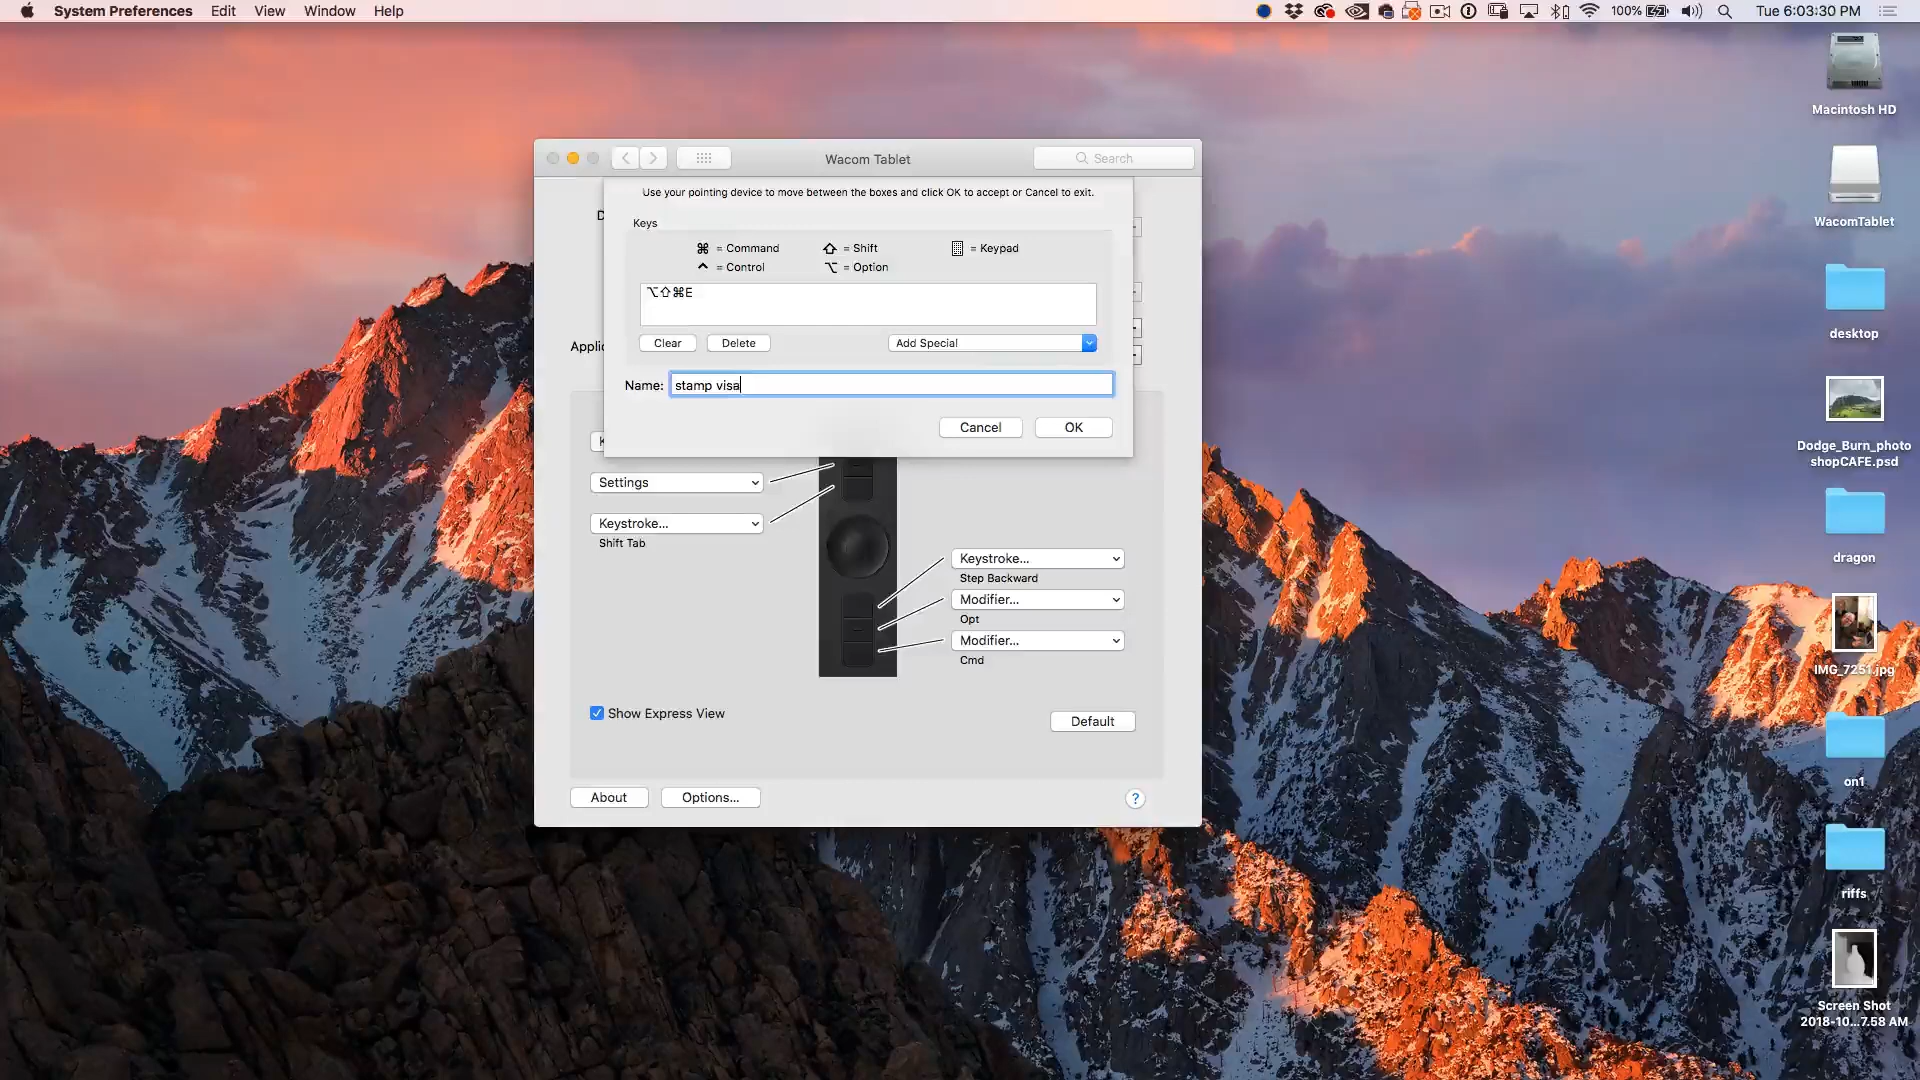 System Preferences Edit View Window Help
100% Tue 6:03:30 PM
Macintosh HD
WacomTablet
desktop
Dodge_Burn_photo
shopCAFE.psd
dragon
IMG_7251.jpg
on1
riffs
Screen Shot
2018-10...7.58 AM
Wacom Tablet
Search
Use your pointing device to move between the boxes and click OK to accept or Cancel to exit.
Keys
⌘ = Command
⇧ = Shift
= Keypad
^ = Control
⌥ = Option
⌥⇧⌘E
Clear
Delete
Add Special
Name: stamp visa
Cancel
OK
D
Applic
K
Settings
Keystroke...
Shift Tab
Keystroke...
Step Backward
Modifier...
Opt
Modifier...
Cmd
Show Express View
Default
About
Options...
?